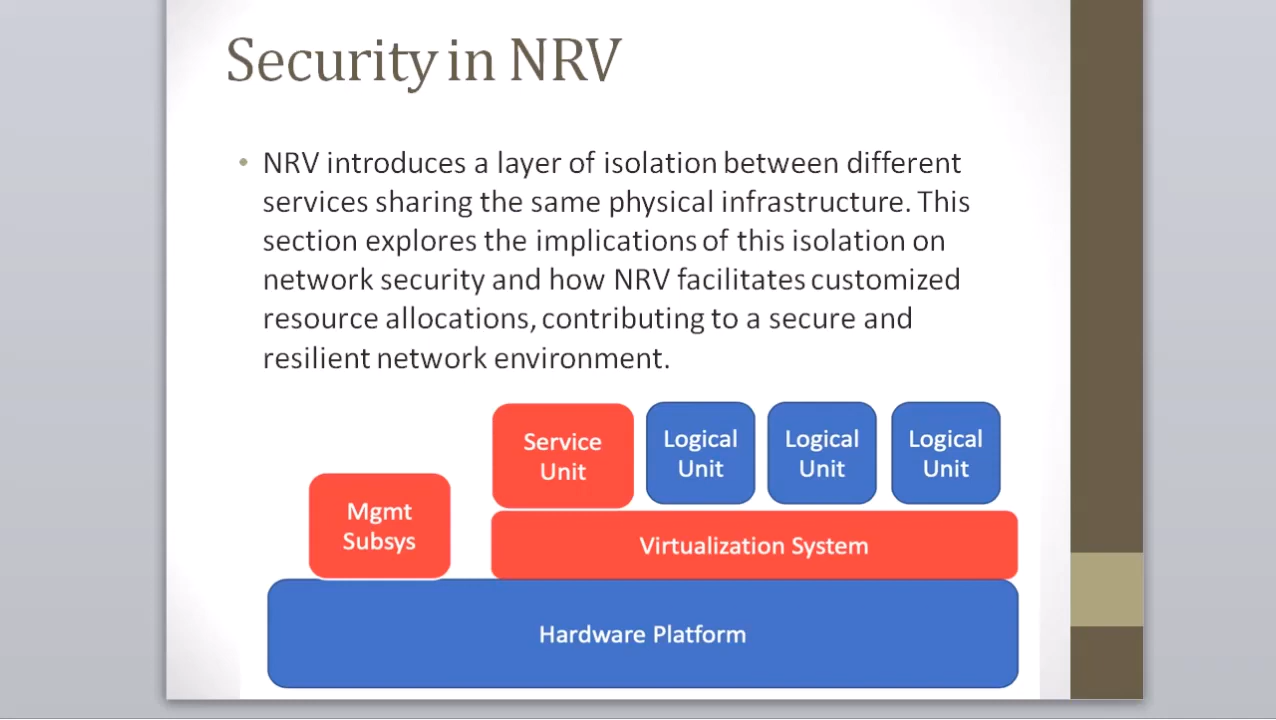 Security in NRV
• NRV introduces a layer of isolation between different
services sharing the same physical infrastructure. This
section explores the implications of this isolation on
network security and how NRV facilitates customized
resource allocations, contributing to a secure and
resilient network environment.
Service
Unit
Logical
Unit
Logical
Unit
Logical
Unit
Mgmt
Subsys
Virtualization System
Hardware Platform